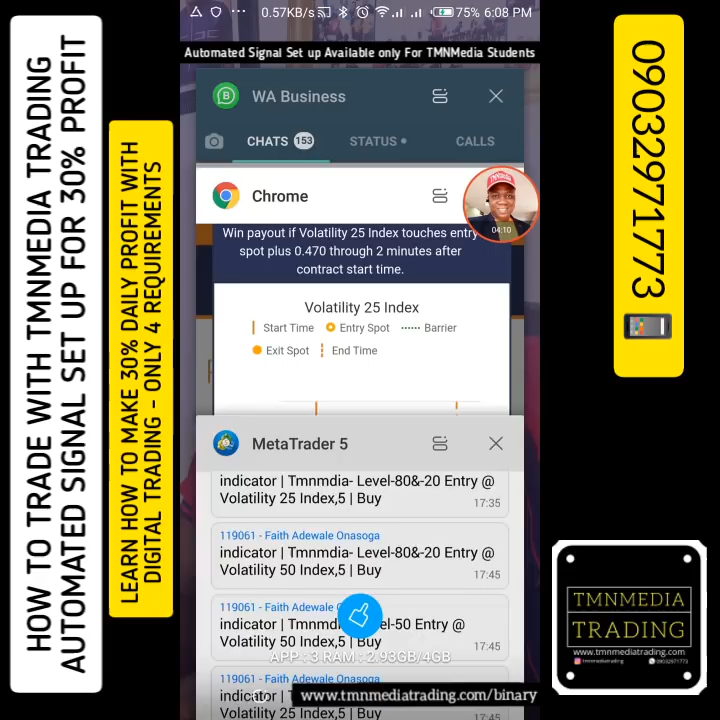 HOW TO TRADE WITH TMNMEDIA TRADING
AUTOMATED SIGNAL SET UP FOR 30% PROFIT
LEARN HOW TO MAKE 30% DAILY PROFIT WITH
DIGITAL TRADING - ONLY 4 REQUIREMENTS
0.57KB/s 75% 6:08 PM
Automated Signal Set up Available only For TMNMedia Students
WA Business
CHATS 153 STATUS CALLS
Chrome
04:10
Win payout if Volatility 25 Index touches entry
spot plus 0.470 through 2 minutes after
contract start time.
Volatility 25 Index
Start Time Entry Spot Barrier
Exit Spot End Time
MetaTrader 5
indicator | Tmnmdia- Level-80&-20 Entry @
Volatility 25 Index,5 | Buy
17:35
119061 - Faith Adewale Onasoga
indicator | Tmnmdia- Level-80&-20 Entry @
Volatility 50 Index,5 | Buy
17:45
119061 - Faith Adewale
indicator | Tmnmd el-50 Entry @
Volatility 50 Index,5 | Buy
17:45
APP : 3 RAM : 2.93GB/4GB
119061 - Faith Adewale Onasoga
www.tmnmediatrading.com/binary
Volatility 25 Index,5 | Buy
17:45
09032971773
TMNMEDIA
TRADING
www.tmnmediatrading.com
tmnmediatrading 09032971773